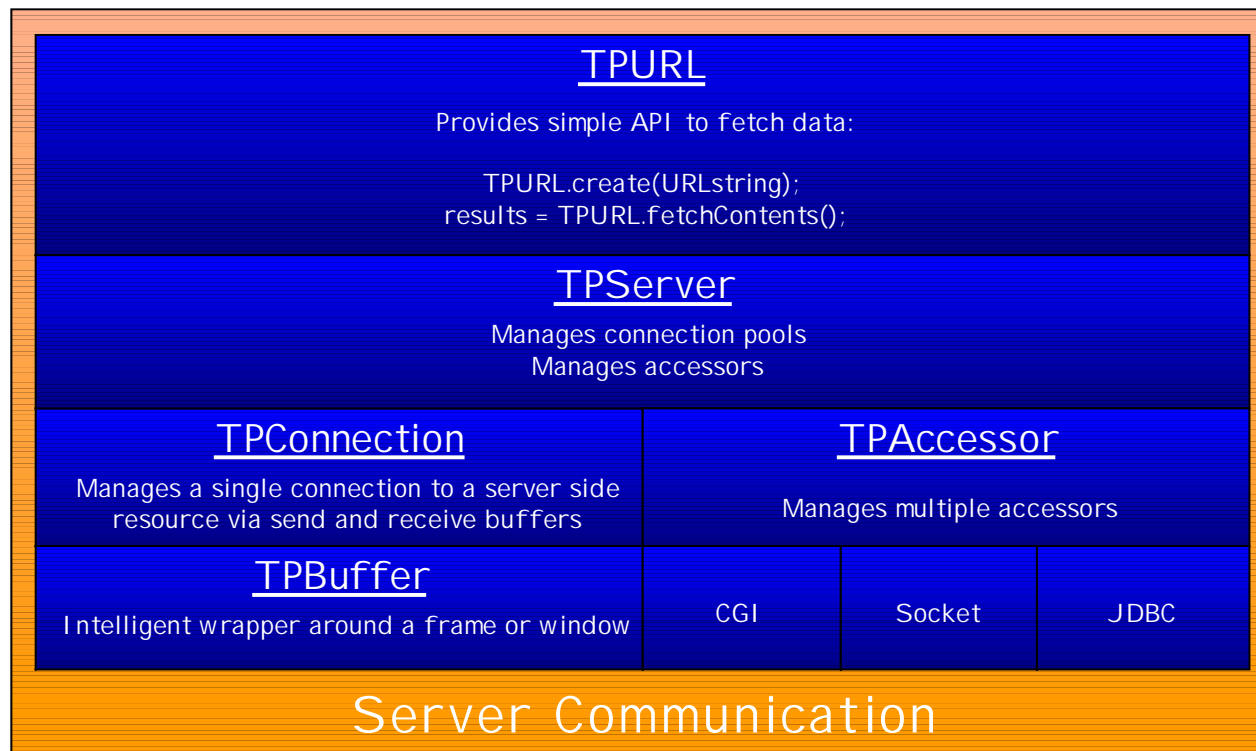 TPURL
Provides simple API to fetch data:
TPURL.create(URLstring);
results = TPURL.fetchContents();
TPServer
Manages connection pools
Manages accessors
TPConnection
Manages a single connection to a server side
resource via send and receive buffers
TPAccessor
Manages multiple accessors
TPBuffer
Intelligent wrapper around a frame or window
CGI
Socket
JDBC
Server Communication